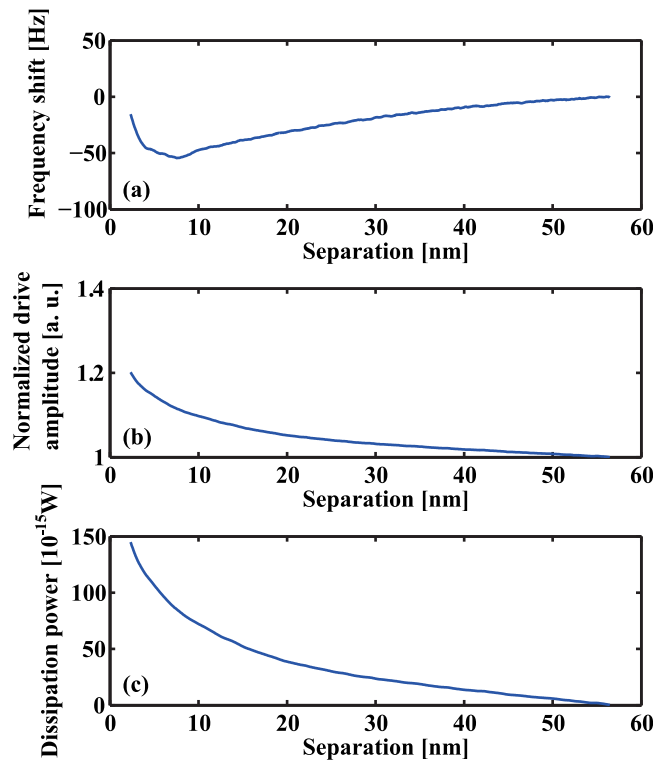 Frequency shift [Hz]
50
0
−50
−100
(a)
0 10 20 30 40 50 60
Separation [nm]
Normalized drive
amplitude [a. u.]
1.4
1.2
1
(b)
0 10 20 30 40 50 60
Separation [nm]
Dissipation power [10⁻¹⁵W]
150
100
50
0
(c)
0 10 20 30 40 50 60
Separation [nm]